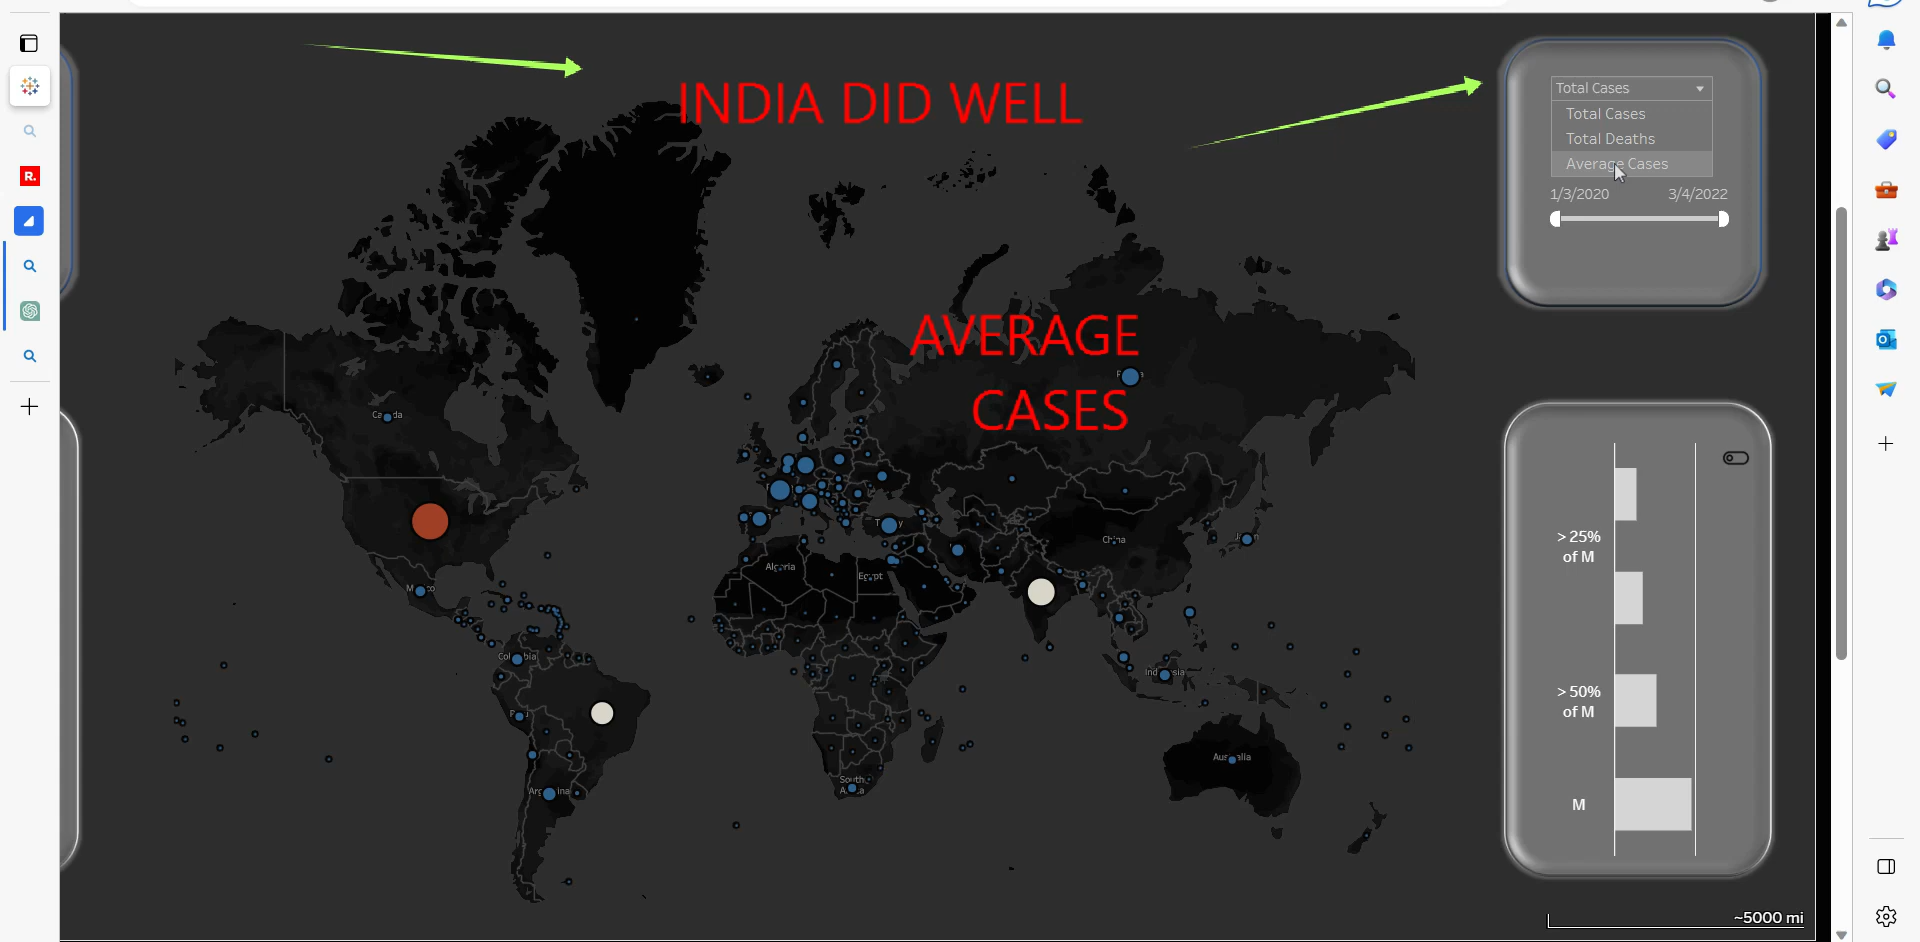 INDIA DID WELL
Total Cases
Total Cases
Total Deaths
Average Cases
1/3/2020 3/4/2022
AVERAGE
CASES
Algeria
Egypt
China
South
> 25%
of M
> 50%
of M
M
~5000 mi
R.